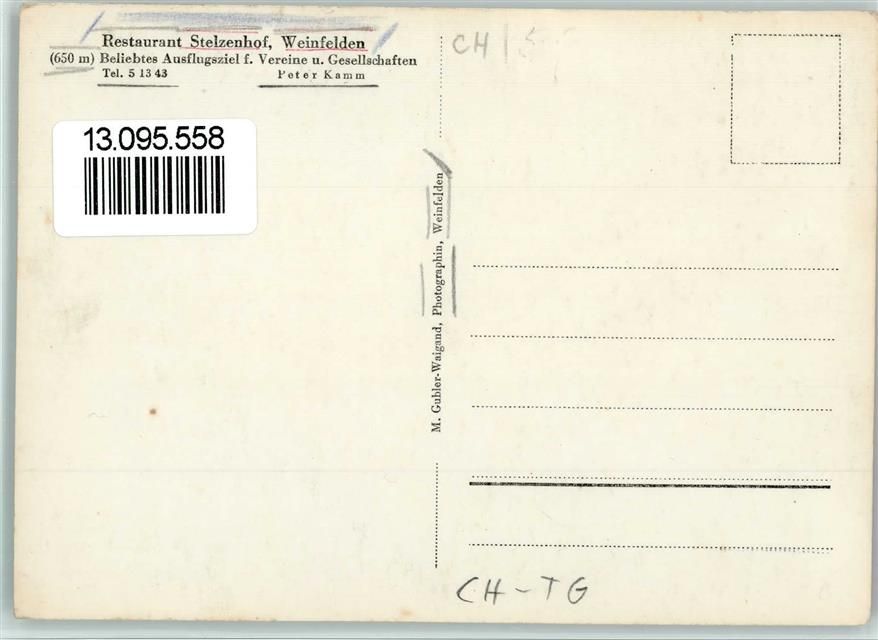 Restaurant Stelzenhof, Weinfelden
(650 m) Beliebtes Ausflugsziel f. Vereine u. Gesellschaften
Tel. 5 13 43 Peter Kamm
13.095.558
M. Gubler-Waigand, Photographin, Weinfelden
CH
CH-TG